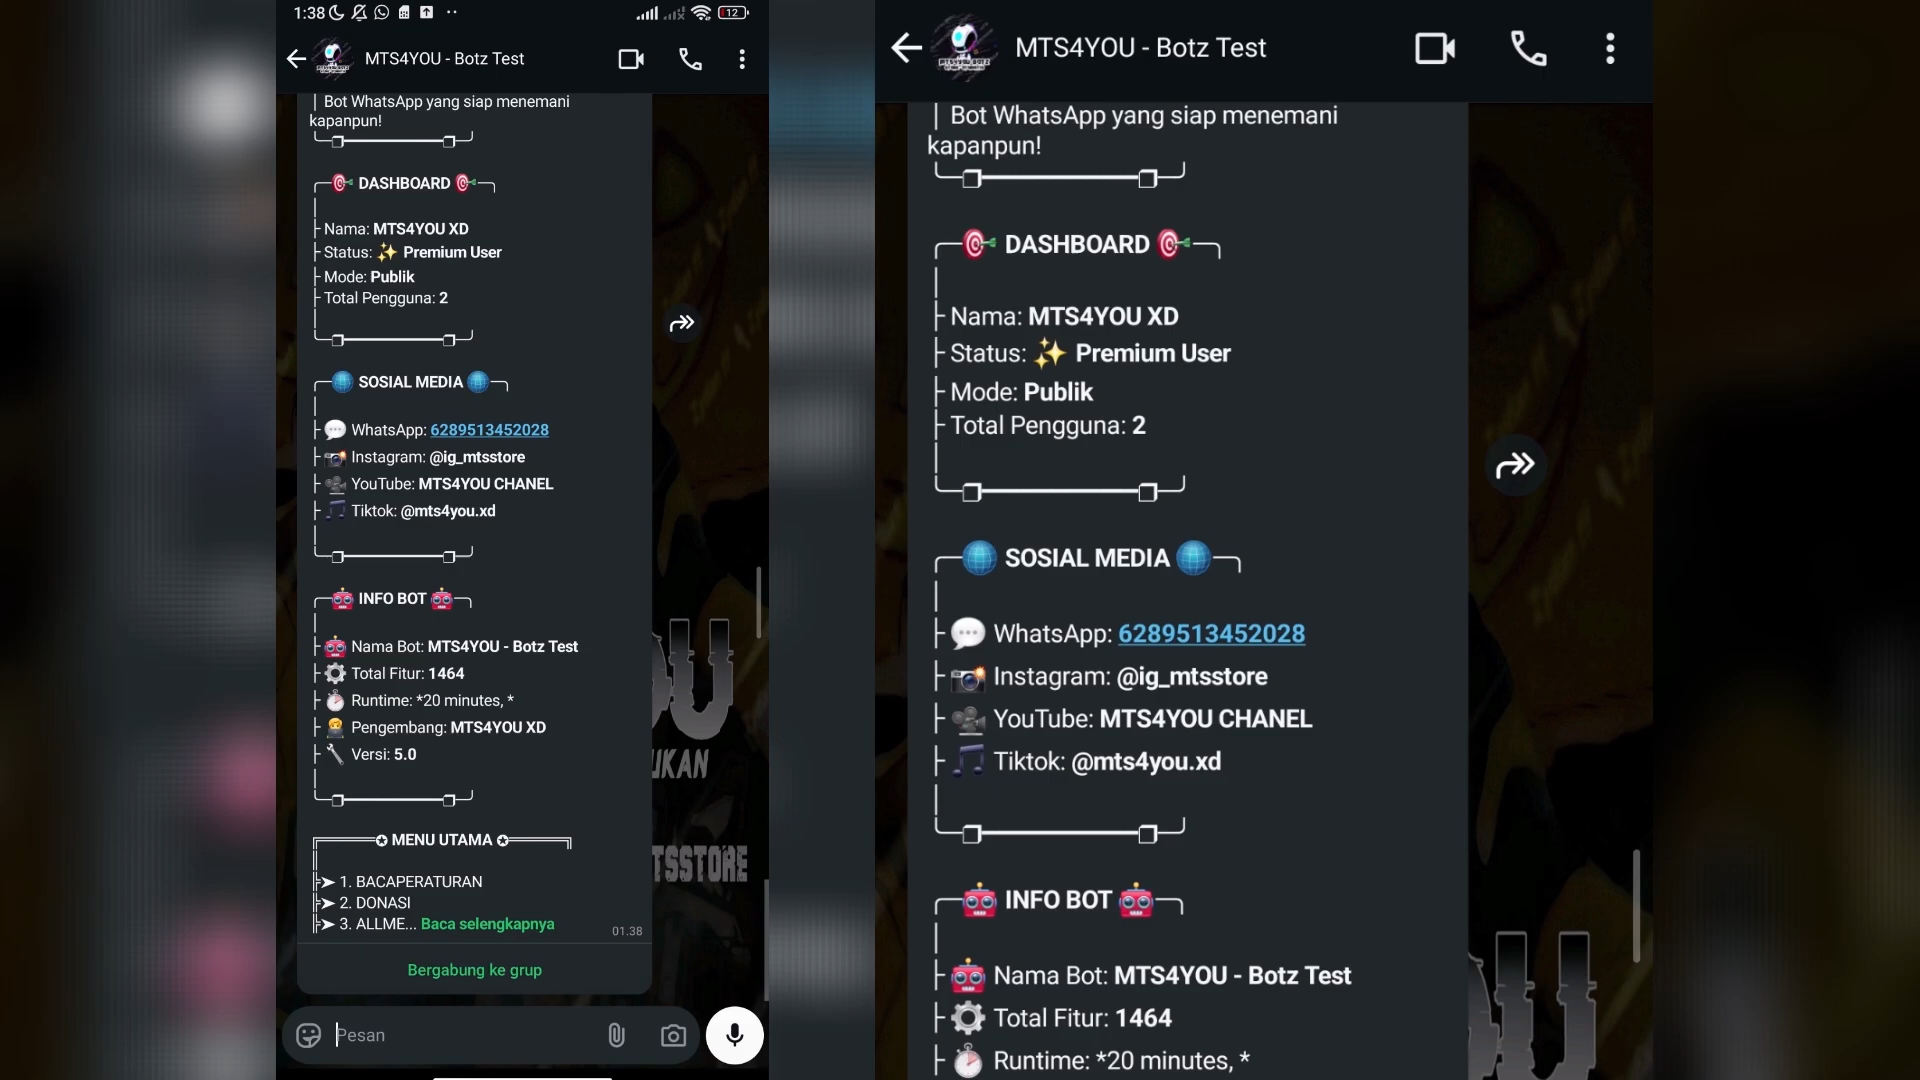 1:38
12
MTS4YOU - Botz Test
| Bot WhatsApp yang siap menemani
kapanpun!
DASHBOARD
Nama: MTS4YOU XD
Status: ✨ Premium User
Mode: Publik
Total Pengguna: 2
SOSIAL MEDIA
WhatsApp: 6289513452028
Instagram: @ig_mtsstore
YouTube: MTS4YOU CHANEL
Tiktok: @mts4you.xd
INFO BOT
Nama Bot: MTS4YOU - Botz Test
Total Fitur: 1464
Runtime: *20 minutes, *
Pengembang: MTS4YOU XD
Versi: 5.0
✪ MENU UTAMA ✪
➤ 1. BACAPERATURAN
➤ 2. DONASI
➤ 3. ALLME... Baca selengkapnya
01.38
Bergabung ke grup
Pesan
UKAN
TSSTORE
MTS4YOU - Botz Test
| Bot WhatsApp yang siap menemani
kapanpun!
DASHBOARD
Nama: MTS4YOU XD
Status: ✨ Premium User
Mode: Publik
Total Pengguna: 2
SOSIAL MEDIA
WhatsApp: 6289513452028
Instagram: @ig_mtsstore
YouTube: MTS4YOU CHANEL
Tiktok: @mts4you.xd
INFO BOT
Nama Bot: MTS4YOU - Botz Test
Total Fitur: 1464
Runtime: *20 minutes, *